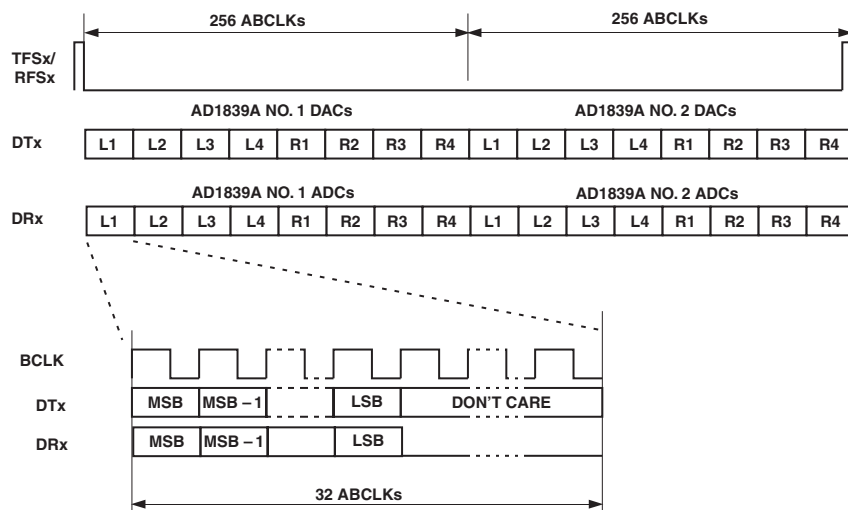 256 ABCLKs 256 ABCLKs
TFSx/
RFSx
AD1839A NO. 1 DACs AD1839A NO. 2 DACs
DTx L1 L2 L3 L4 R1 R2 R3 R4 L1 L2 L3 L4 R1 R2 R3 R4
AD1839A NO. 1 ADCs AD1839A NO. 2 ADCs
DRx L1 L2 L3 L4 R1 R2 R3 R4 L1 L2 L3 L4 R1 R2 R3 R4
BCLK
DTx MSB MSB – 1 LSB DON'T CARE
DRx MSB MSB – 1 LSB
32 ABCLKs